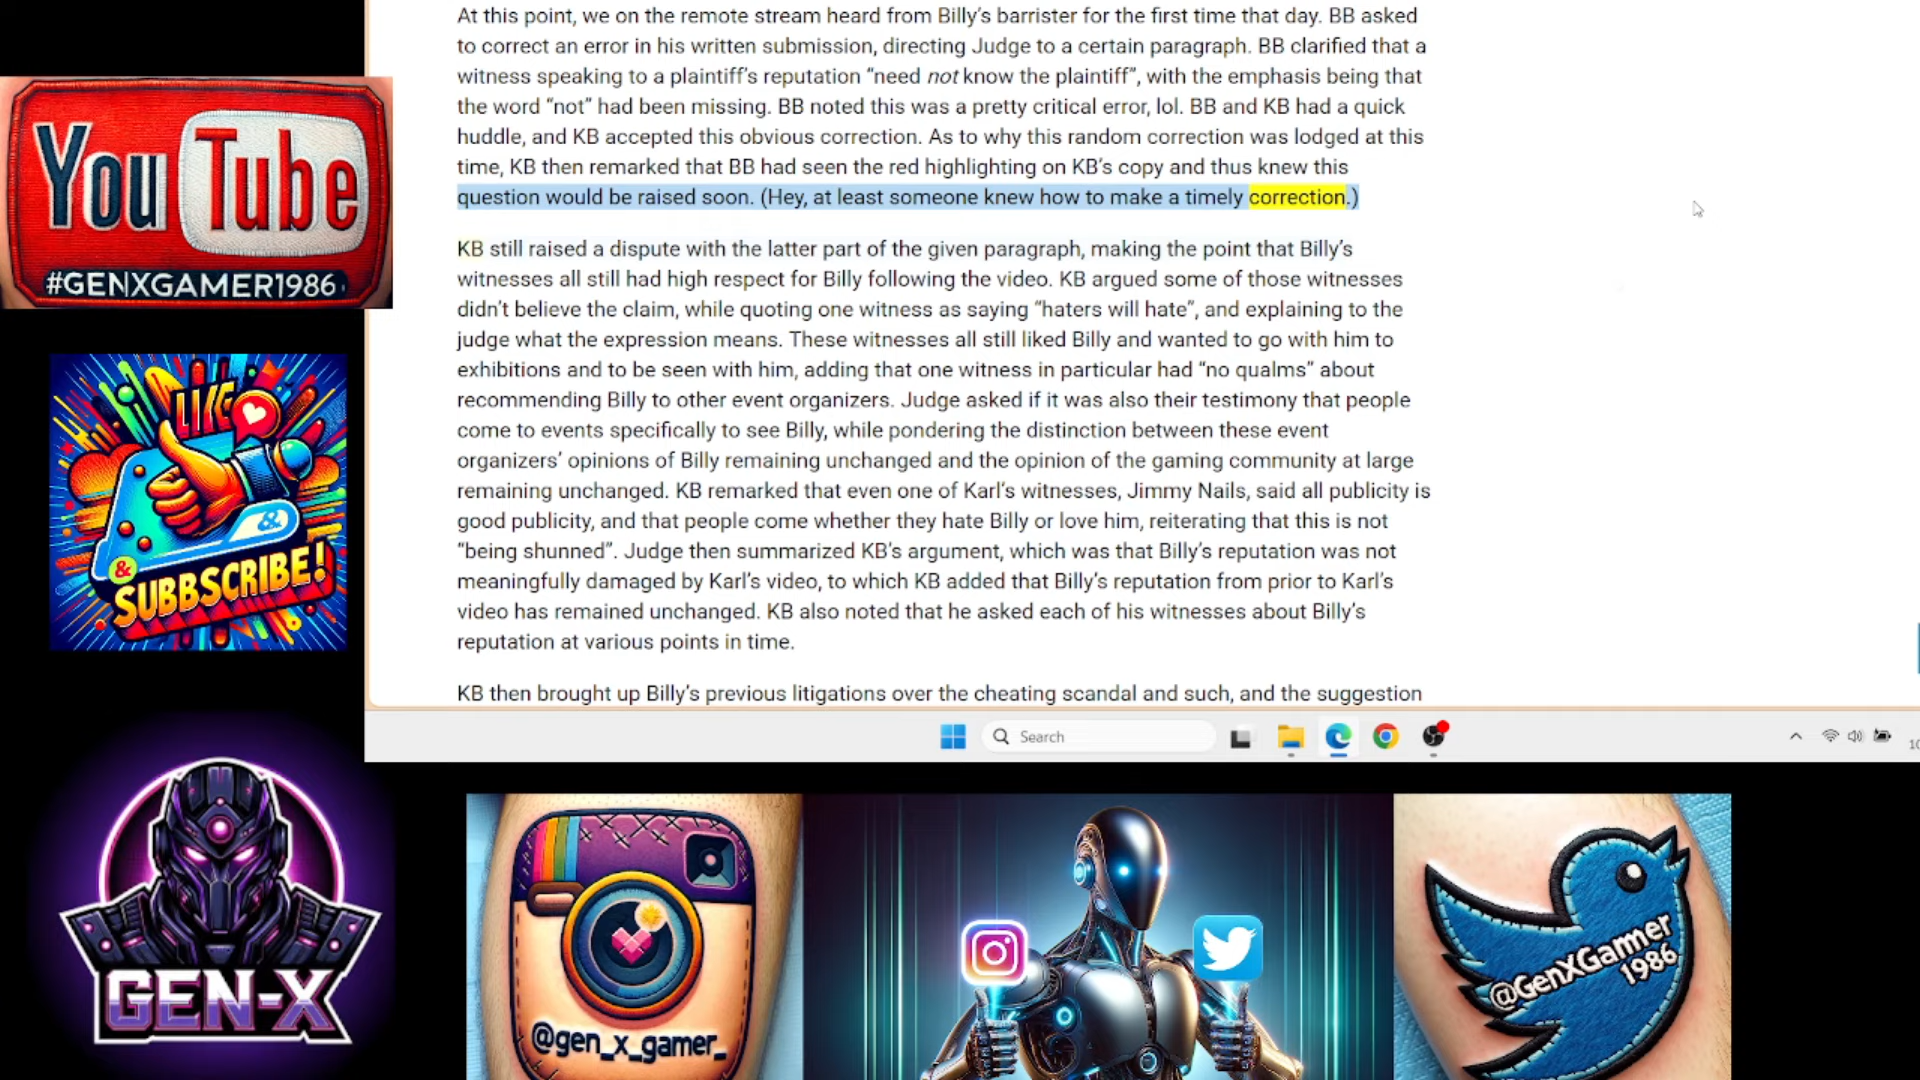 At this point, we on the remote stream heard from Billy’s barrister for the first time that day. BB asked
to correct an error in his written submission, directing Judge to a certain paragraph. BB clarified that a
witness speaking to a plaintiff’s reputation “need not know the plaintiff”, with the emphasis being that
the word “not” had been missing. BB noted this was a pretty critical error, lol. BB and KB had a quick
huddle, and KB accepted this obvious correction. As to why this random correction was lodged at this
time, KB then remarked that BB had seen the red highlighting on KB’s copy and thus knew this
question would be raised soon. (Hey, at least someone knew how to make a timely correction.)
KB still raised a dispute with the latter part of the given paragraph, making the point that Billy’s
witnesses all still had high respect for Billy following the video. KB argued some of those witnesses
didn’t believe the claim, while quoting one witness as saying “haters will hate”, and explaining to the
judge what the expression means. These witnesses all still liked Billy and wanted to go with him to
exhibitions and to be seen with him, adding that one witness in particular had “no qualms” about
recommending Billy to other event organizers. Judge asked if it was also their testimony that people
come to events specifically to see Billy, while pondering the distinction between these event
organizers’ opinions of Billy remaining unchanged and the opinion of the gaming community at large
remaining unchanged. KB remarked that even one of Karl’s witnesses, Jimmy Nails, said all publicity is
good publicity, and that people come whether they hate Billy or love him, reiterating that this is not
“being shunned”. Judge then summarized KB’s argument, which was that Billy’s reputation was not
meaningfully damaged by Karl’s video, to which KB added that Billy’s reputation from prior to Karl’s
video has remained unchanged. KB also noted that he asked each of his witnesses about Billy’s
reputation at various points in time.
KB then brought up Billy’s previous litigations over the cheating scandal and such, and the suggestion
Search
10
You Tube
#GENXGAMER1986
LIKE
&
& SUBBSCRIBE!
GEN-X
@gen_x_gamer_
@GenXGamer
1986